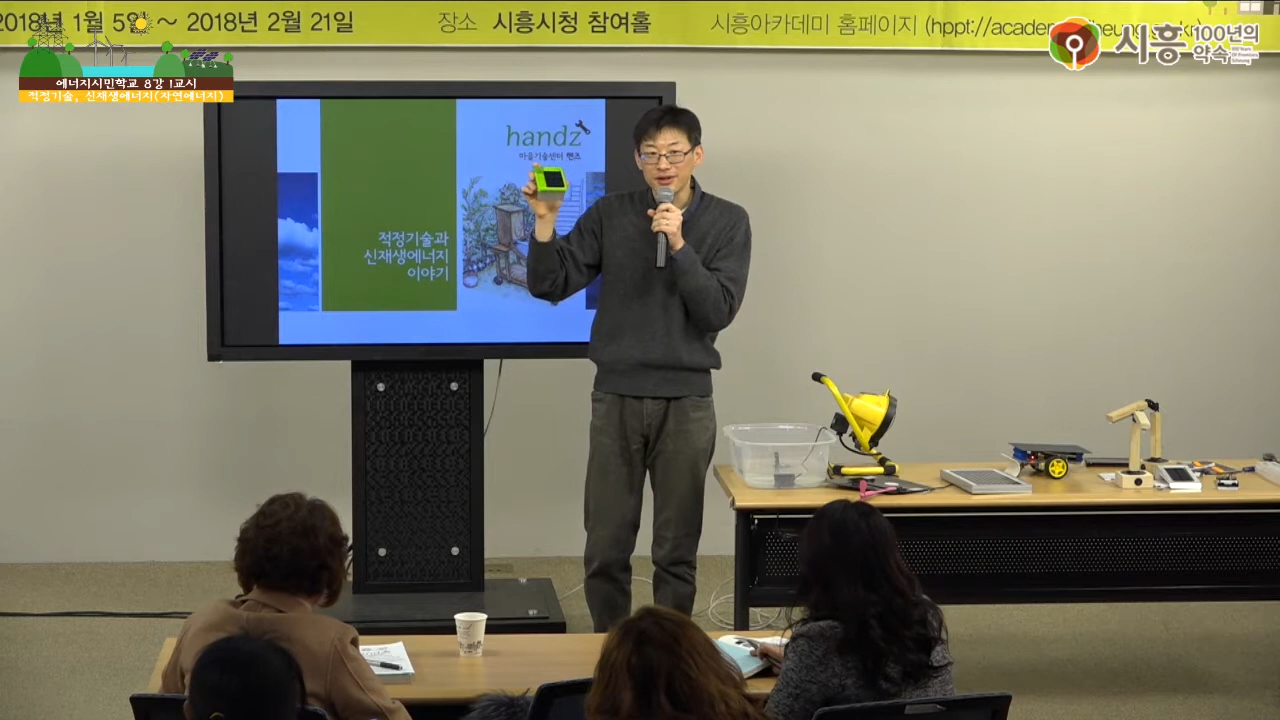 2018년 1월 5일 ~ 2018년 2월 21일 장소 시흥시청 참여홀 시흥아카데미 홈페이지 (hppt://academy.siheung.go.kr)
시흥 100년의 약속
에너지시민학교 8강 1교시
적정기술, 신재생에너지(자연에너지)
handz
마을기술센터 핸즈
적정기술과
신재생에너지
이야기